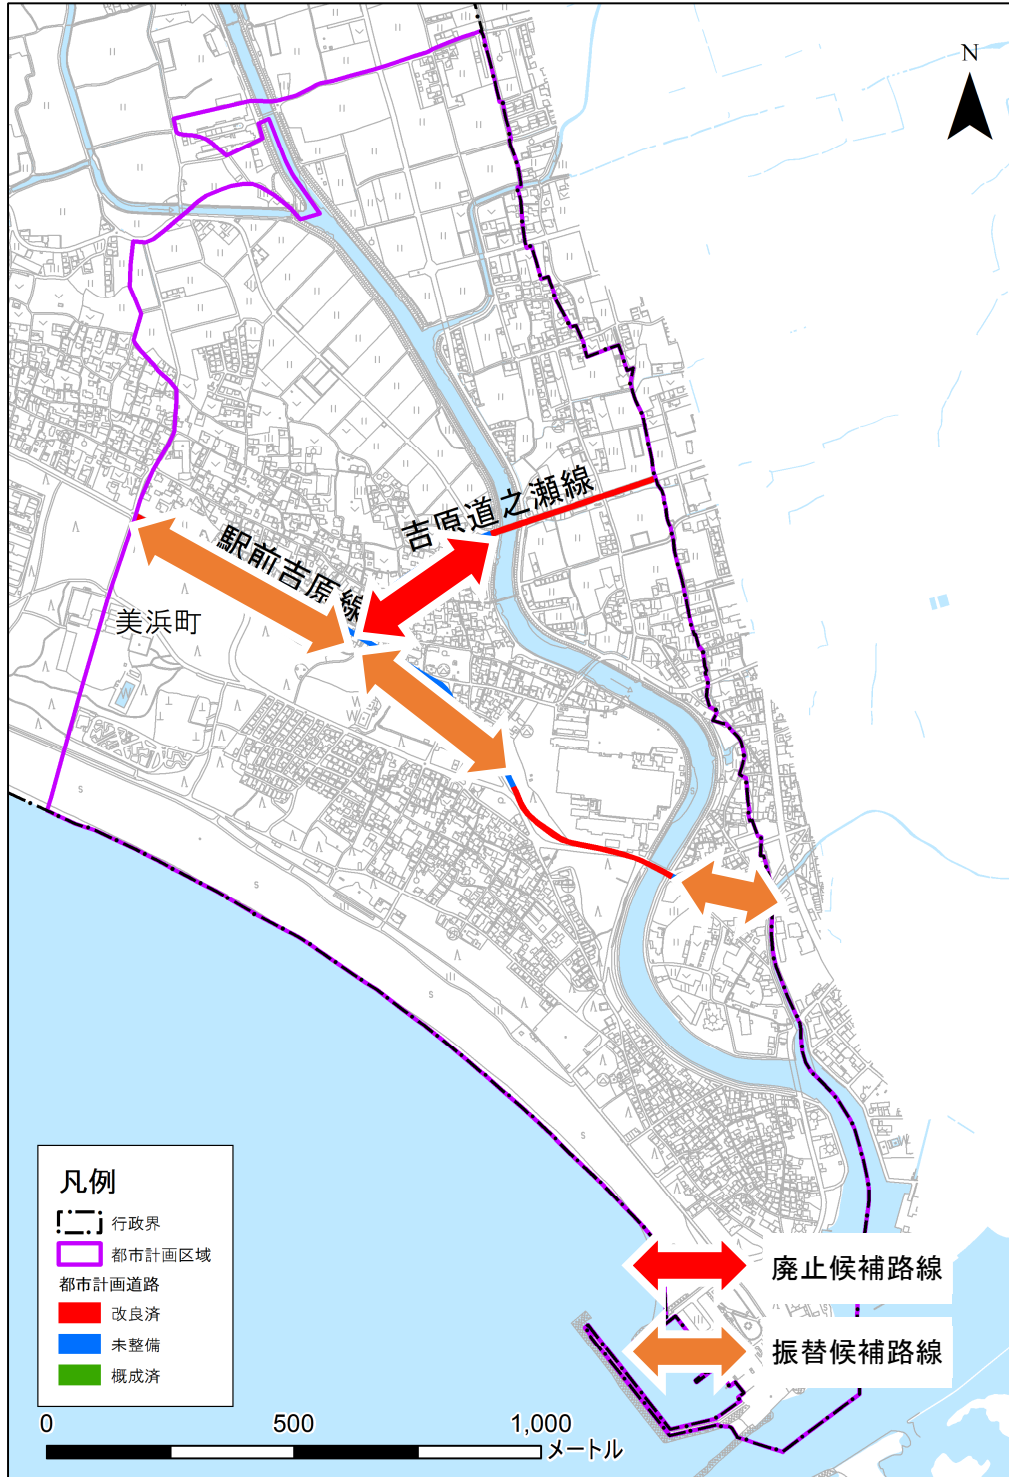 N
吉原道之瀬線
駅前吉原線
美浜町
凡例
行政界
都市計画区域
都市計画道路
改良済
未整備
概成済
廃止候補路線
振替候補路線
0 500 1,000
メートル